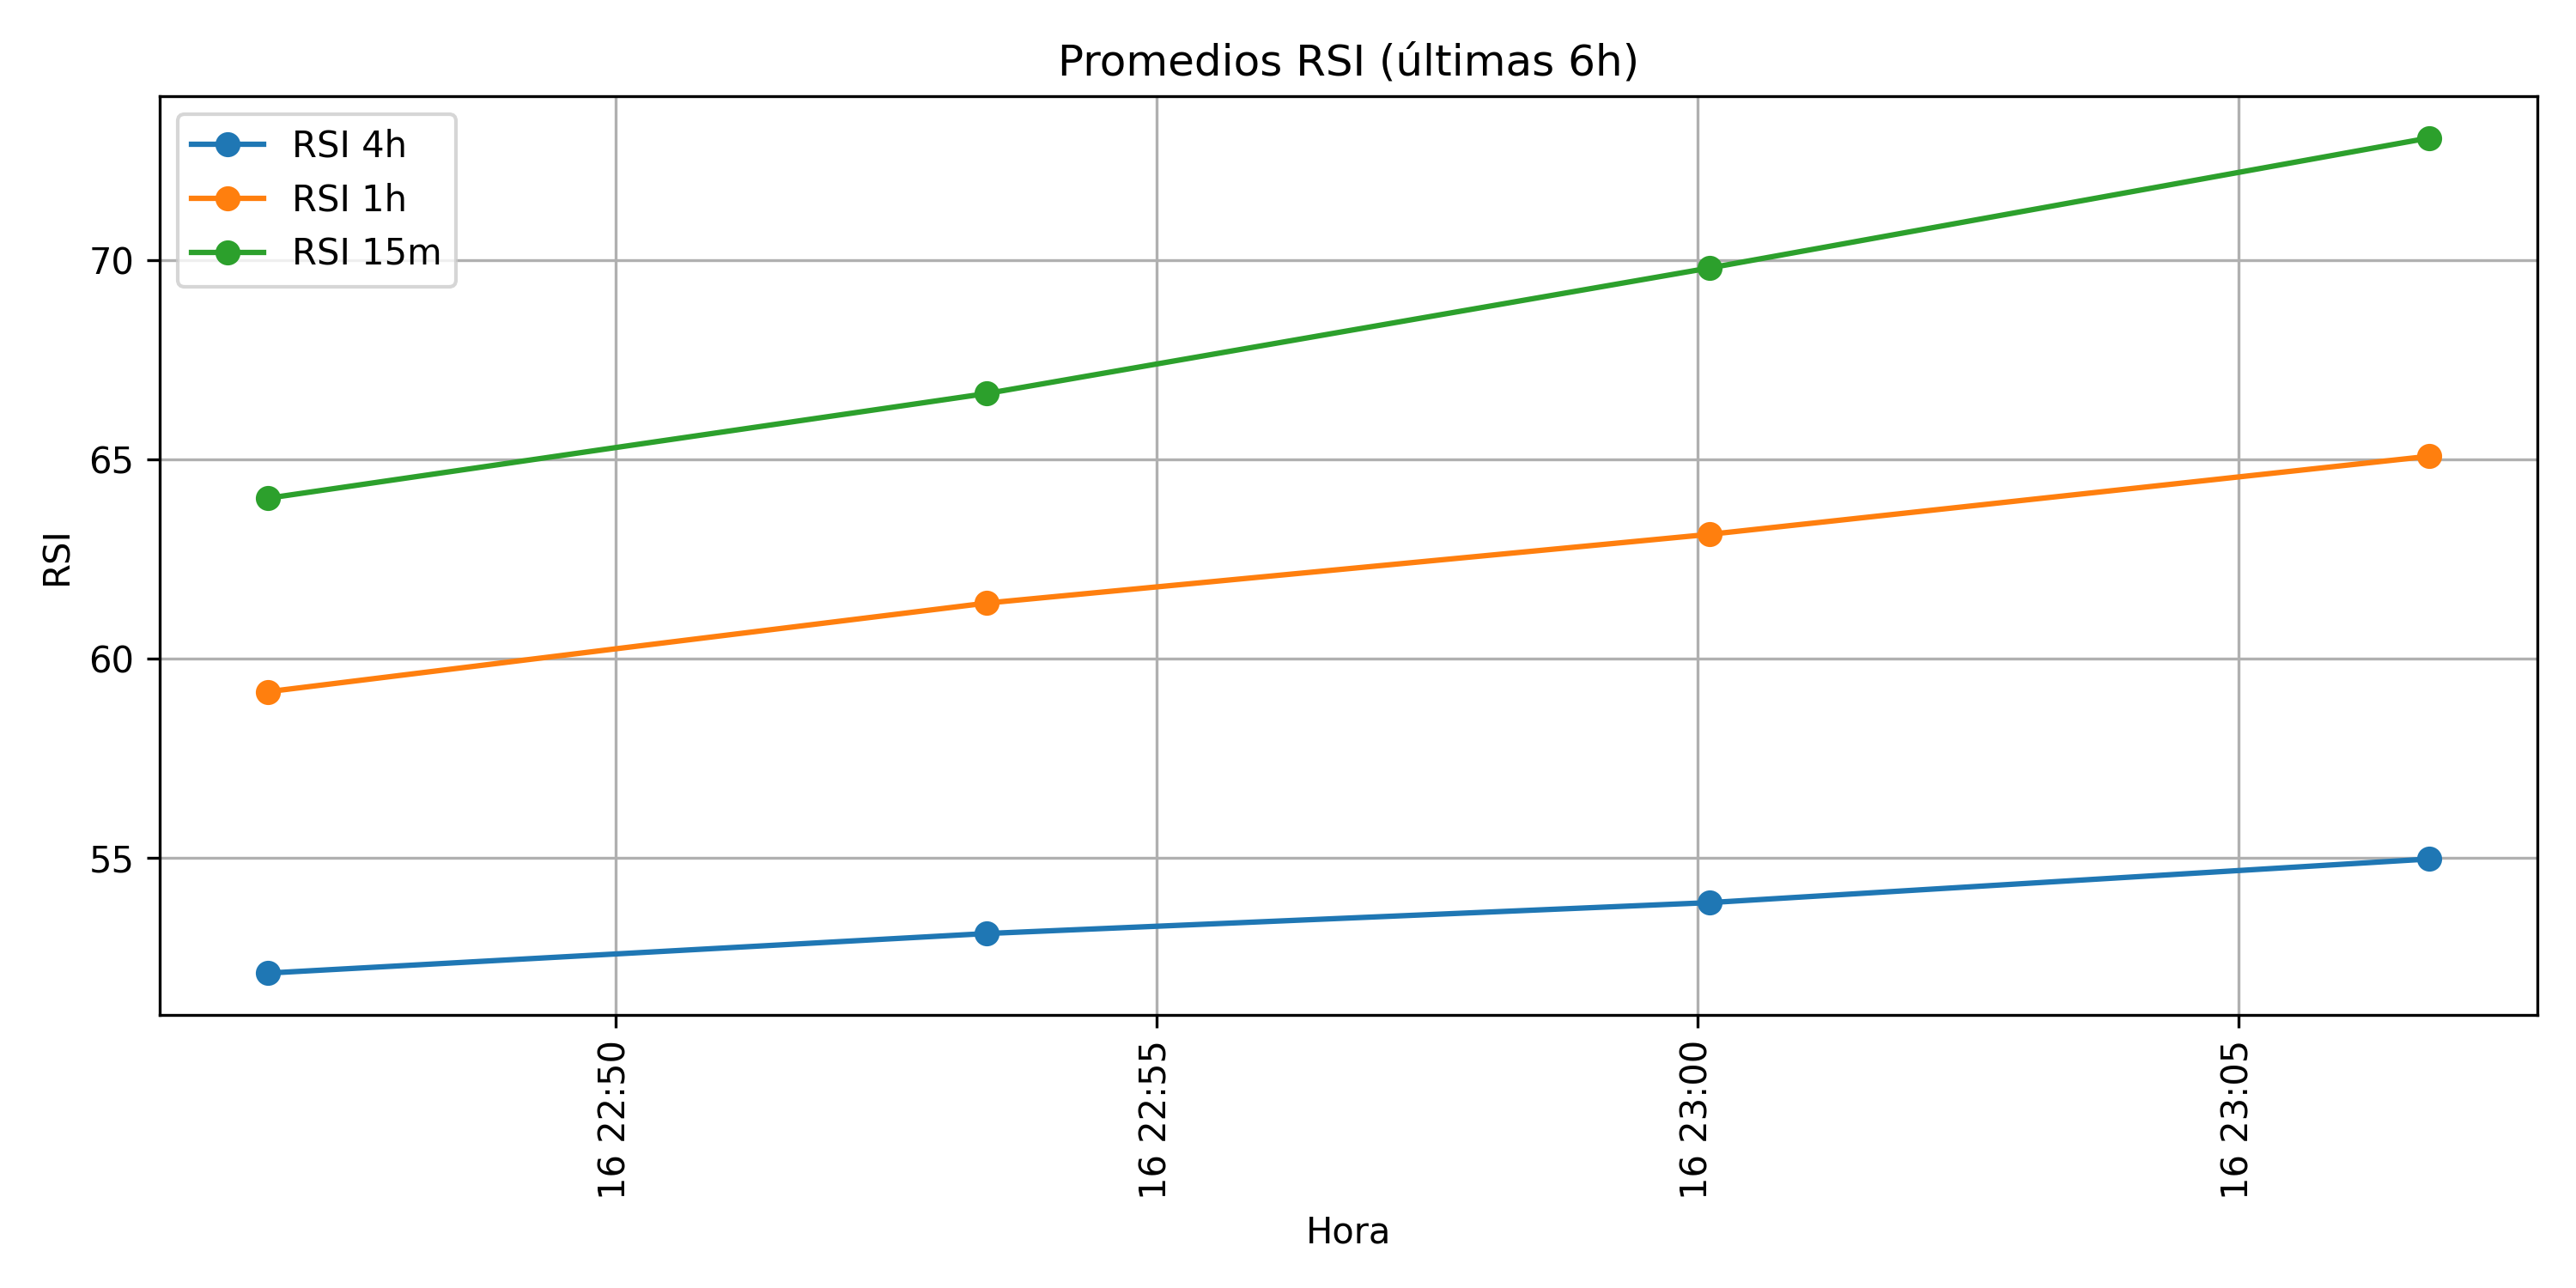 Promedios RSI (últimas 6h)
RSI 4h
RSI 1h
RSI 15m
RSI
70
65
60
55
16 22:50
16 22:55
16 23:00
16 23:05
Hora